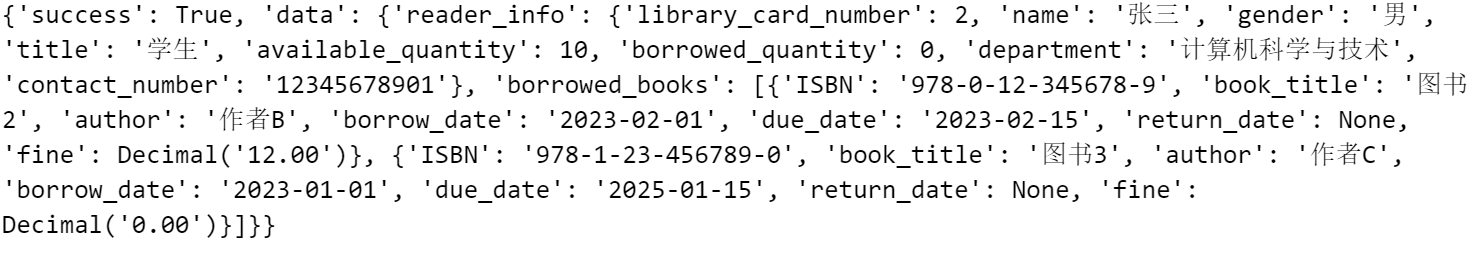 {'success': True, 'data': {'reader_info': {'library_card_number': 2, 'name': '张三', 'gender': '男',
'title': '学生', 'available_quantity': 10, 'borrowed_quantity': 0, 'department': '计算机科学与技术',
'contact_number': '12345678901'}, 'borrowed_books': [{'ISBN': '978-0-12-345678-9', 'book_title': '图书
2', 'author': '作者B', 'borrow_date': '2023-02-01', 'due_date': '2023-02-15', 'return_date': None,
'fine': Decimal('12.00')}, {'ISBN': '978-1-23-456789-0', 'book_title': '图书3', 'author': '作者C',
'borrow_date': '2023-01-01', 'due_date': '2025-01-15', 'return_date': None, 'fine':
Decimal('0.00')}]}}